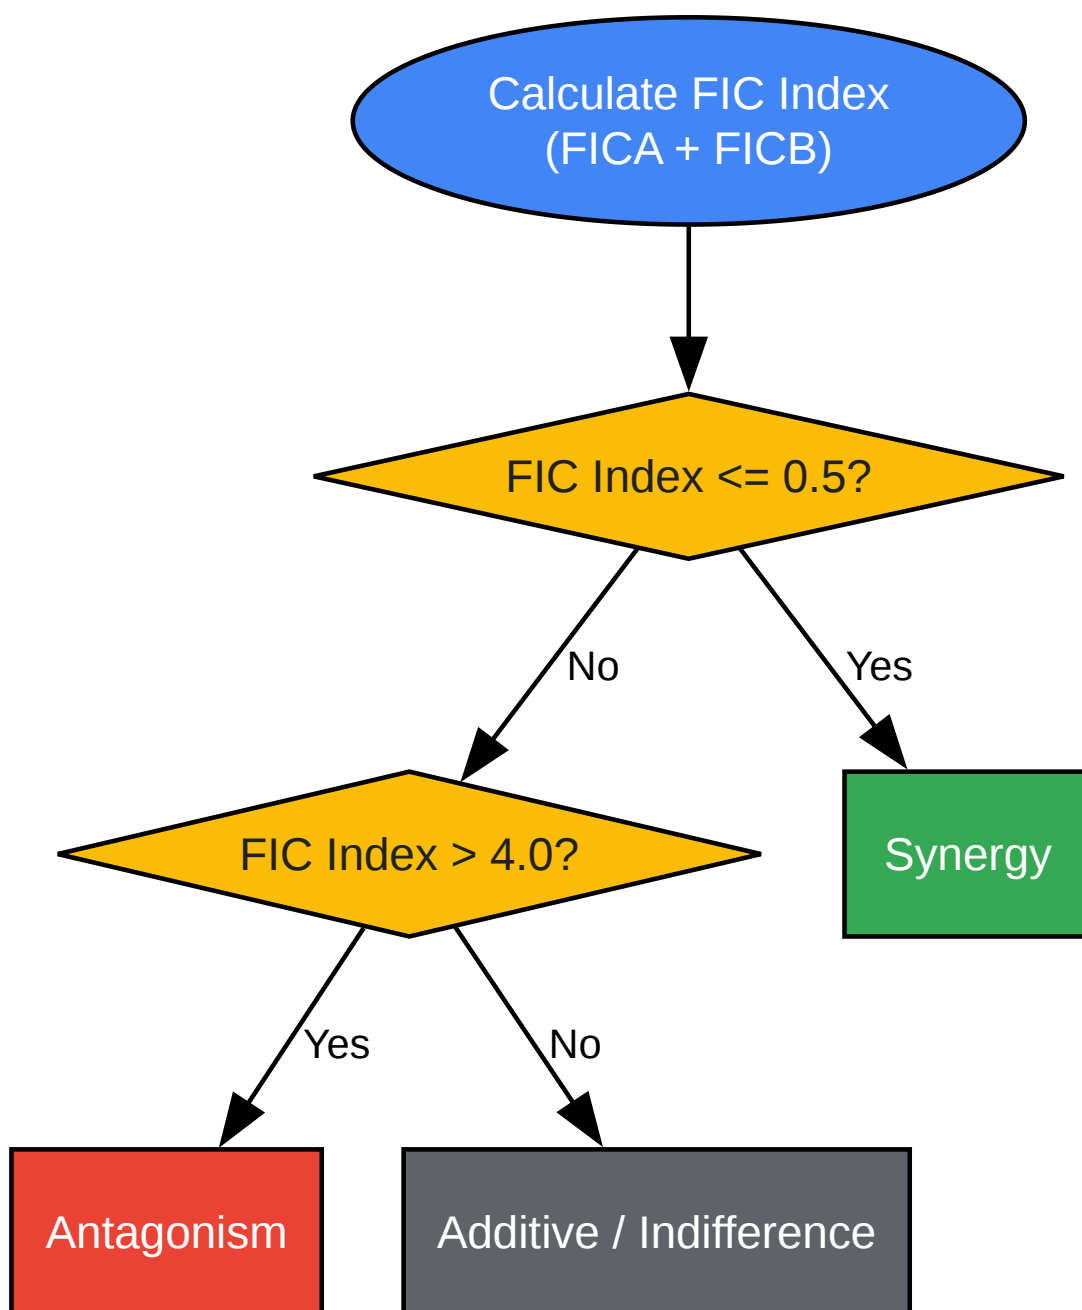 Calculate FIC Index
(FICA + FICB)
FIC Index <= 0.5?
No
Yes
FIC Index > 4.0?
Synergy
Yes
No
Antagonism
Additive / Indifference